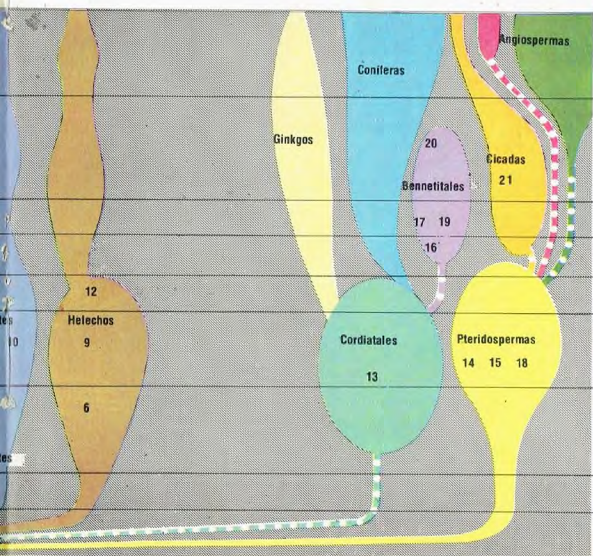 Angiospermas
Coníferas
Ginkgos
20
Cicadas
21
Bennetitales
17 19
16
12
Helechos
9
6
10
Cordiatales
13
Pteridospermas
14 15 18